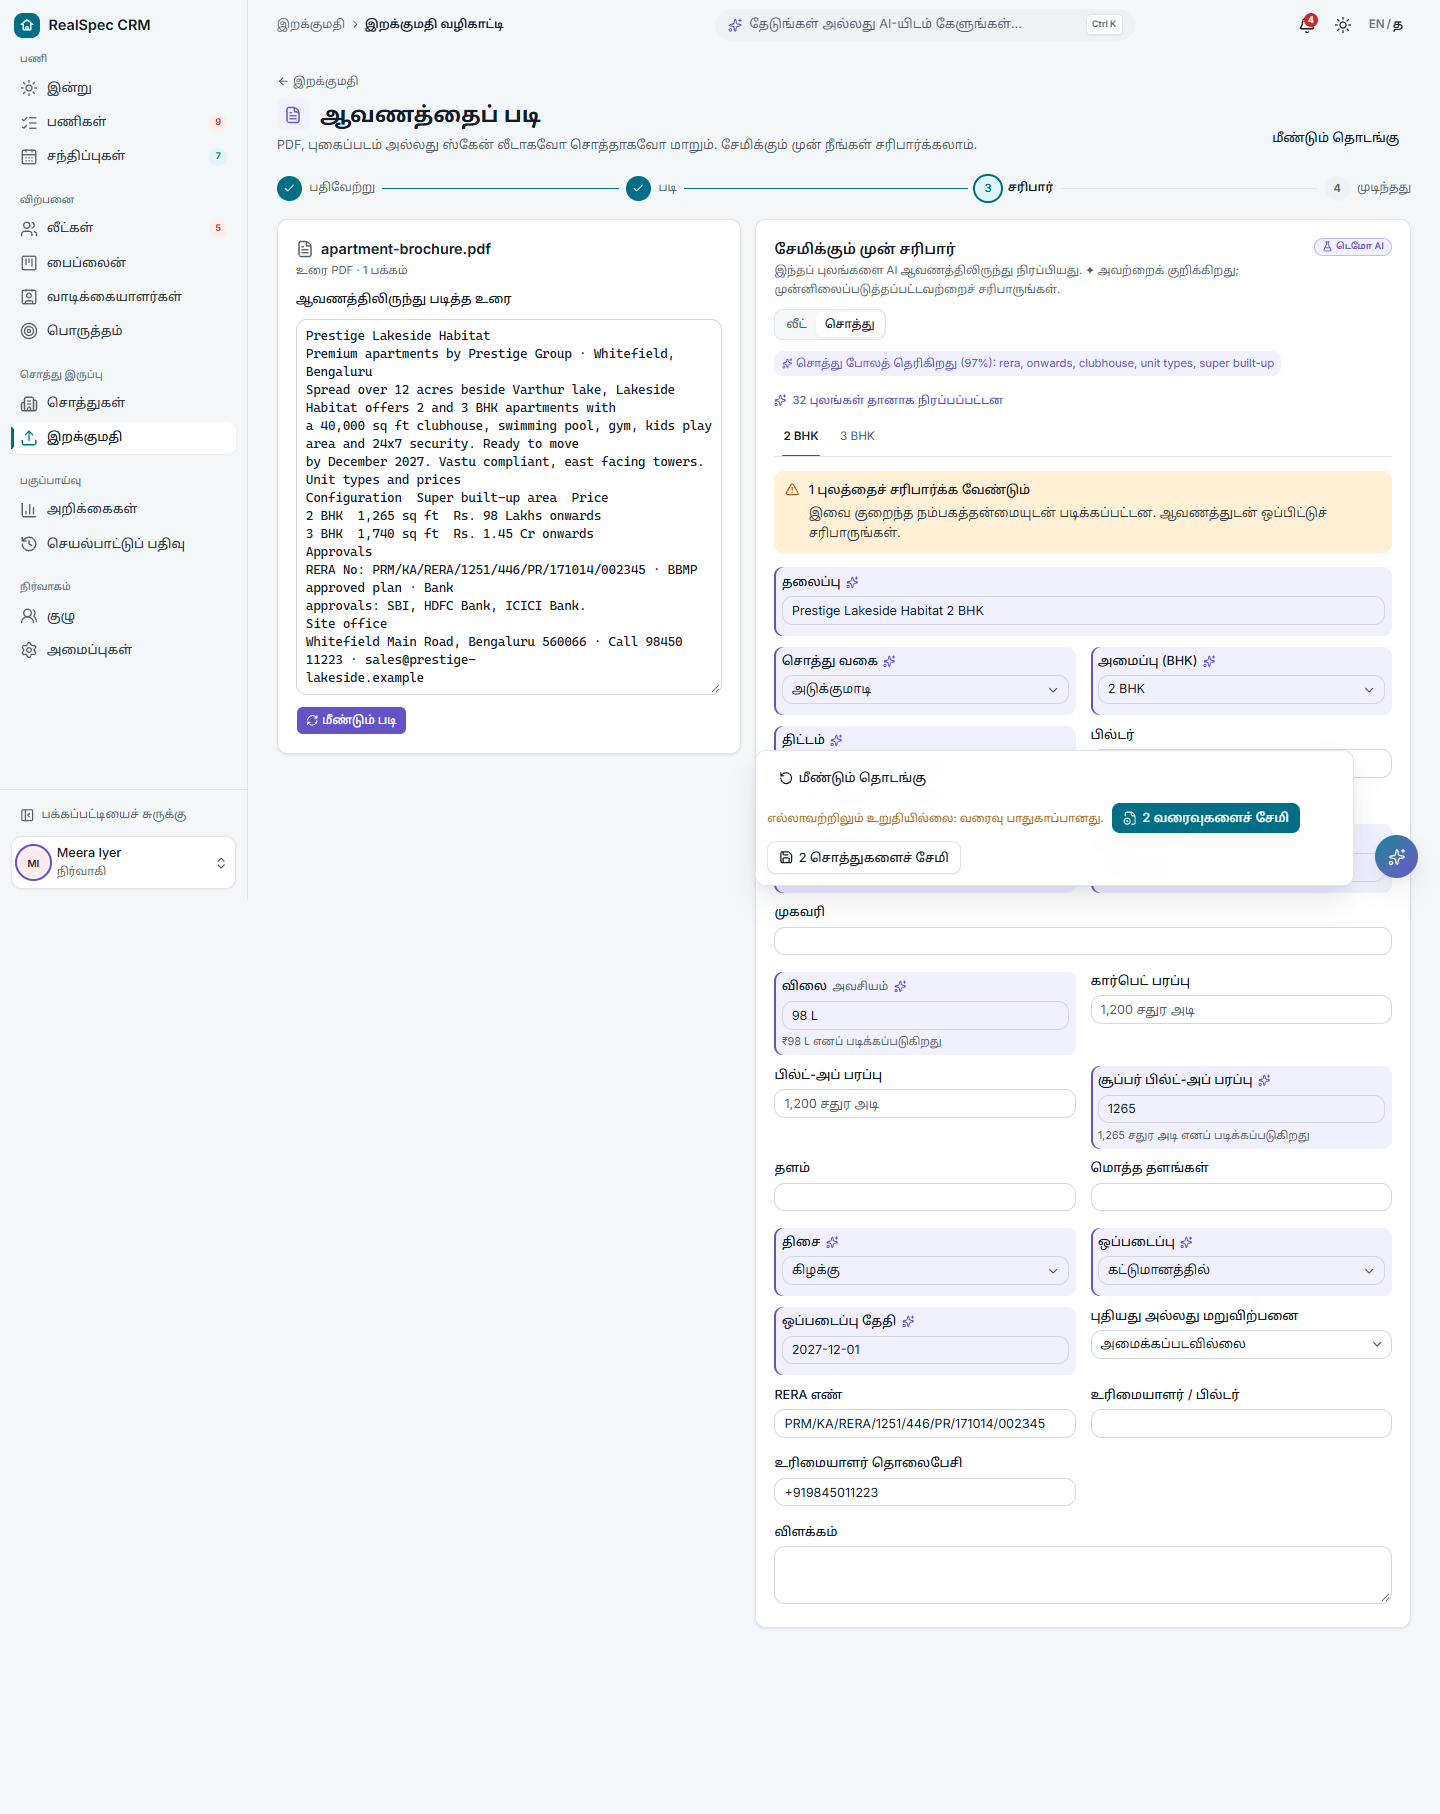 RealSpec CRM
பணி
இன்று
பணிகள் 9
சந்திப்புகள் 7
விற்பனை
லீட்கள் 5
பைப்லைன்
வாடிக்கையாளர்கள்
பொருத்தம்
சொத்து இருப்பு
சொத்துகள்
இறக்குமதி
பகுப்பாய்வு
அறிக்கைகள்
செயல்பாட்டுப் பதிவு
நிர்வாகம்
குழு
அமைப்புகள்
பக்கப்பட்டியைச் சுருக்கு
MI
Meera Iyer
நிர்வாகி
இறக்குமதி > இறக்குமதி வழிகாட்டி
தேடுங்கள் அல்லது AI-யிடம் கேளுங்கள்... Ctrl K
4
EN / த
← இறக்குமதி
ஆவணத்தைப் படி
PDF, புகைப்படம் அல்லது ஸ்கேன் லீடாகவோ சொத்தாகவோ மாறும். சேமிக்கும் முன் நீங்கள் சரிபார்க்கலாம்.
மீண்டும் தொடங்கு
பதிவேற்று
படி
3 சரிபார்
4 முடிந்தது
apartment-brochure.pdf
உரை PDF · 1 பக்கம்
ஆவணத்திலிருந்து படித்த உரை
Prestige Lakeside Habitat
Premium apartments by Prestige Group · Whitefield,
Bengaluru
Spread over 12 acres beside Varthur lake, Lakeside
Habitat offers 2 and 3 BHK apartments with
a 40,000 sq ft clubhouse, swimming pool, gym, kids play
area and 24x7 security. Ready to move
by December 2027. Vastu compliant, east facing towers.
Unit types and prices
Configuration  Super built-up area  Price
2 BHK  1,265 sq ft  Rs. 98 Lakhs onwards
3 BHK  1,740 sq ft  Rs. 1.45 Cr onwards
Approvals
RERA No: PRM/KA/RERA/1251/446/PR/171014/002345 · BBMP
approved plan · Bank
approvals: SBI, HDFC Bank, ICICI Bank.
Site office
Whitefield Main Road, Bengaluru 560066 · Call 98450
11223 · sales@prestige-
lakeside.example
மீண்டும் படி
சேமிக்கும் முன் சரிபார்
டெமோ AI
இந்தப் புலங்களை AI ஆவணத்திலிருந்து நிரப்பியது. ✦ அவற்றைக் குறிக்கிறது;
முன்னிலைப்படுத்தப்பட்டவற்றைச் சரிபாருங்கள்.
லீட் சொத்து
சொத்து போலத் தெரிகிறது (97%): rera, onwards, clubhouse, unit types, super built-up
32 புலங்கள் தானாக நிரப்பப்பட்டன
2 BHK 3 BHK
1 புலத்தைச் சரிபார்க்க வேண்டும்
இவை குறைந்த நம்பகத்தன்மையுடன் படிக்கப்பட்டன. ஆவணத்துடன் ஒப்பிட்டுச்
சரிபாருங்கள்.
தலைப்பு
Prestige Lakeside Habitat 2 BHK
சொத்து வகை
அடுக்குமாடி
அமைப்பு (BHK)
2 BHK
திட்டம்
பில்டர்
மீண்டும் தொடங்கு
எல்லாவற்றிலும் உறுதியில்லை: வரைவு பாதுகாப்பானது.
2 வரைவுகளைச் சேமி
2 சொத்துகளைச் சேமி
முகவரி
விலை அவசியம்
98 L
₹98 L எனப் படிக்கப்படுகிறது
கார்பெட் பரப்பு
1,200 சதுர அடி
பில்ட்-அப் பரப்பு
1,200 சதுர அடி
சூப்பர் பில்ட்-அப் பரப்பு
1265
1,265 சதுர அடி எனப் படிக்கப்படுகிறது
தளம்
மொத்த தளங்கள்
திசை
கிழக்கு
ஒப்படைப்பு
கட்டுமானத்தில்
ஒப்படைப்பு தேதி
2027-12-01
புதியது அல்லது மறுவிற்பனை
அமைக்கப்படவில்லை
RERA எண்
PRM/KA/RERA/1251/446/PR/171014/002345
உரிமையாளர் / பில்டர்
உரிமையாளர் தொலைபேசி
+919845011223
விளக்கம்